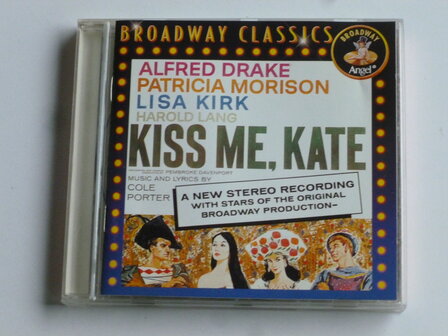 BROADWAY CLASSICS
BROADWAY
Angel
ALFRED DRAKE
PATRICIA MORISON
LISA KIRK
HAROLD LANG
KISS ME, KATE
PEMBROKE DAVENPORT
MUSIC AND LYRICS BY
COLE
PORTER
A NEW STEREO RECORDING
WITH STARS OF THE ORIGINAL
BROADWAY PRODUCTION–